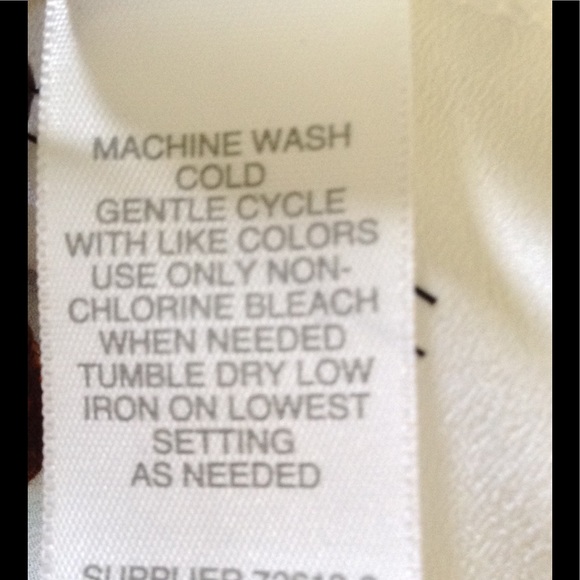 MACHINE WASH
COLD
GENTLE CYCLE
WITH LIKE COLORS
USE ONLY NON-
CHLORINE BLEACH
WHEN NEEDED
TUMBLE DRY LOW
IRON ON LOWEST
SETTING
AS NEEDED
SUPPLIER